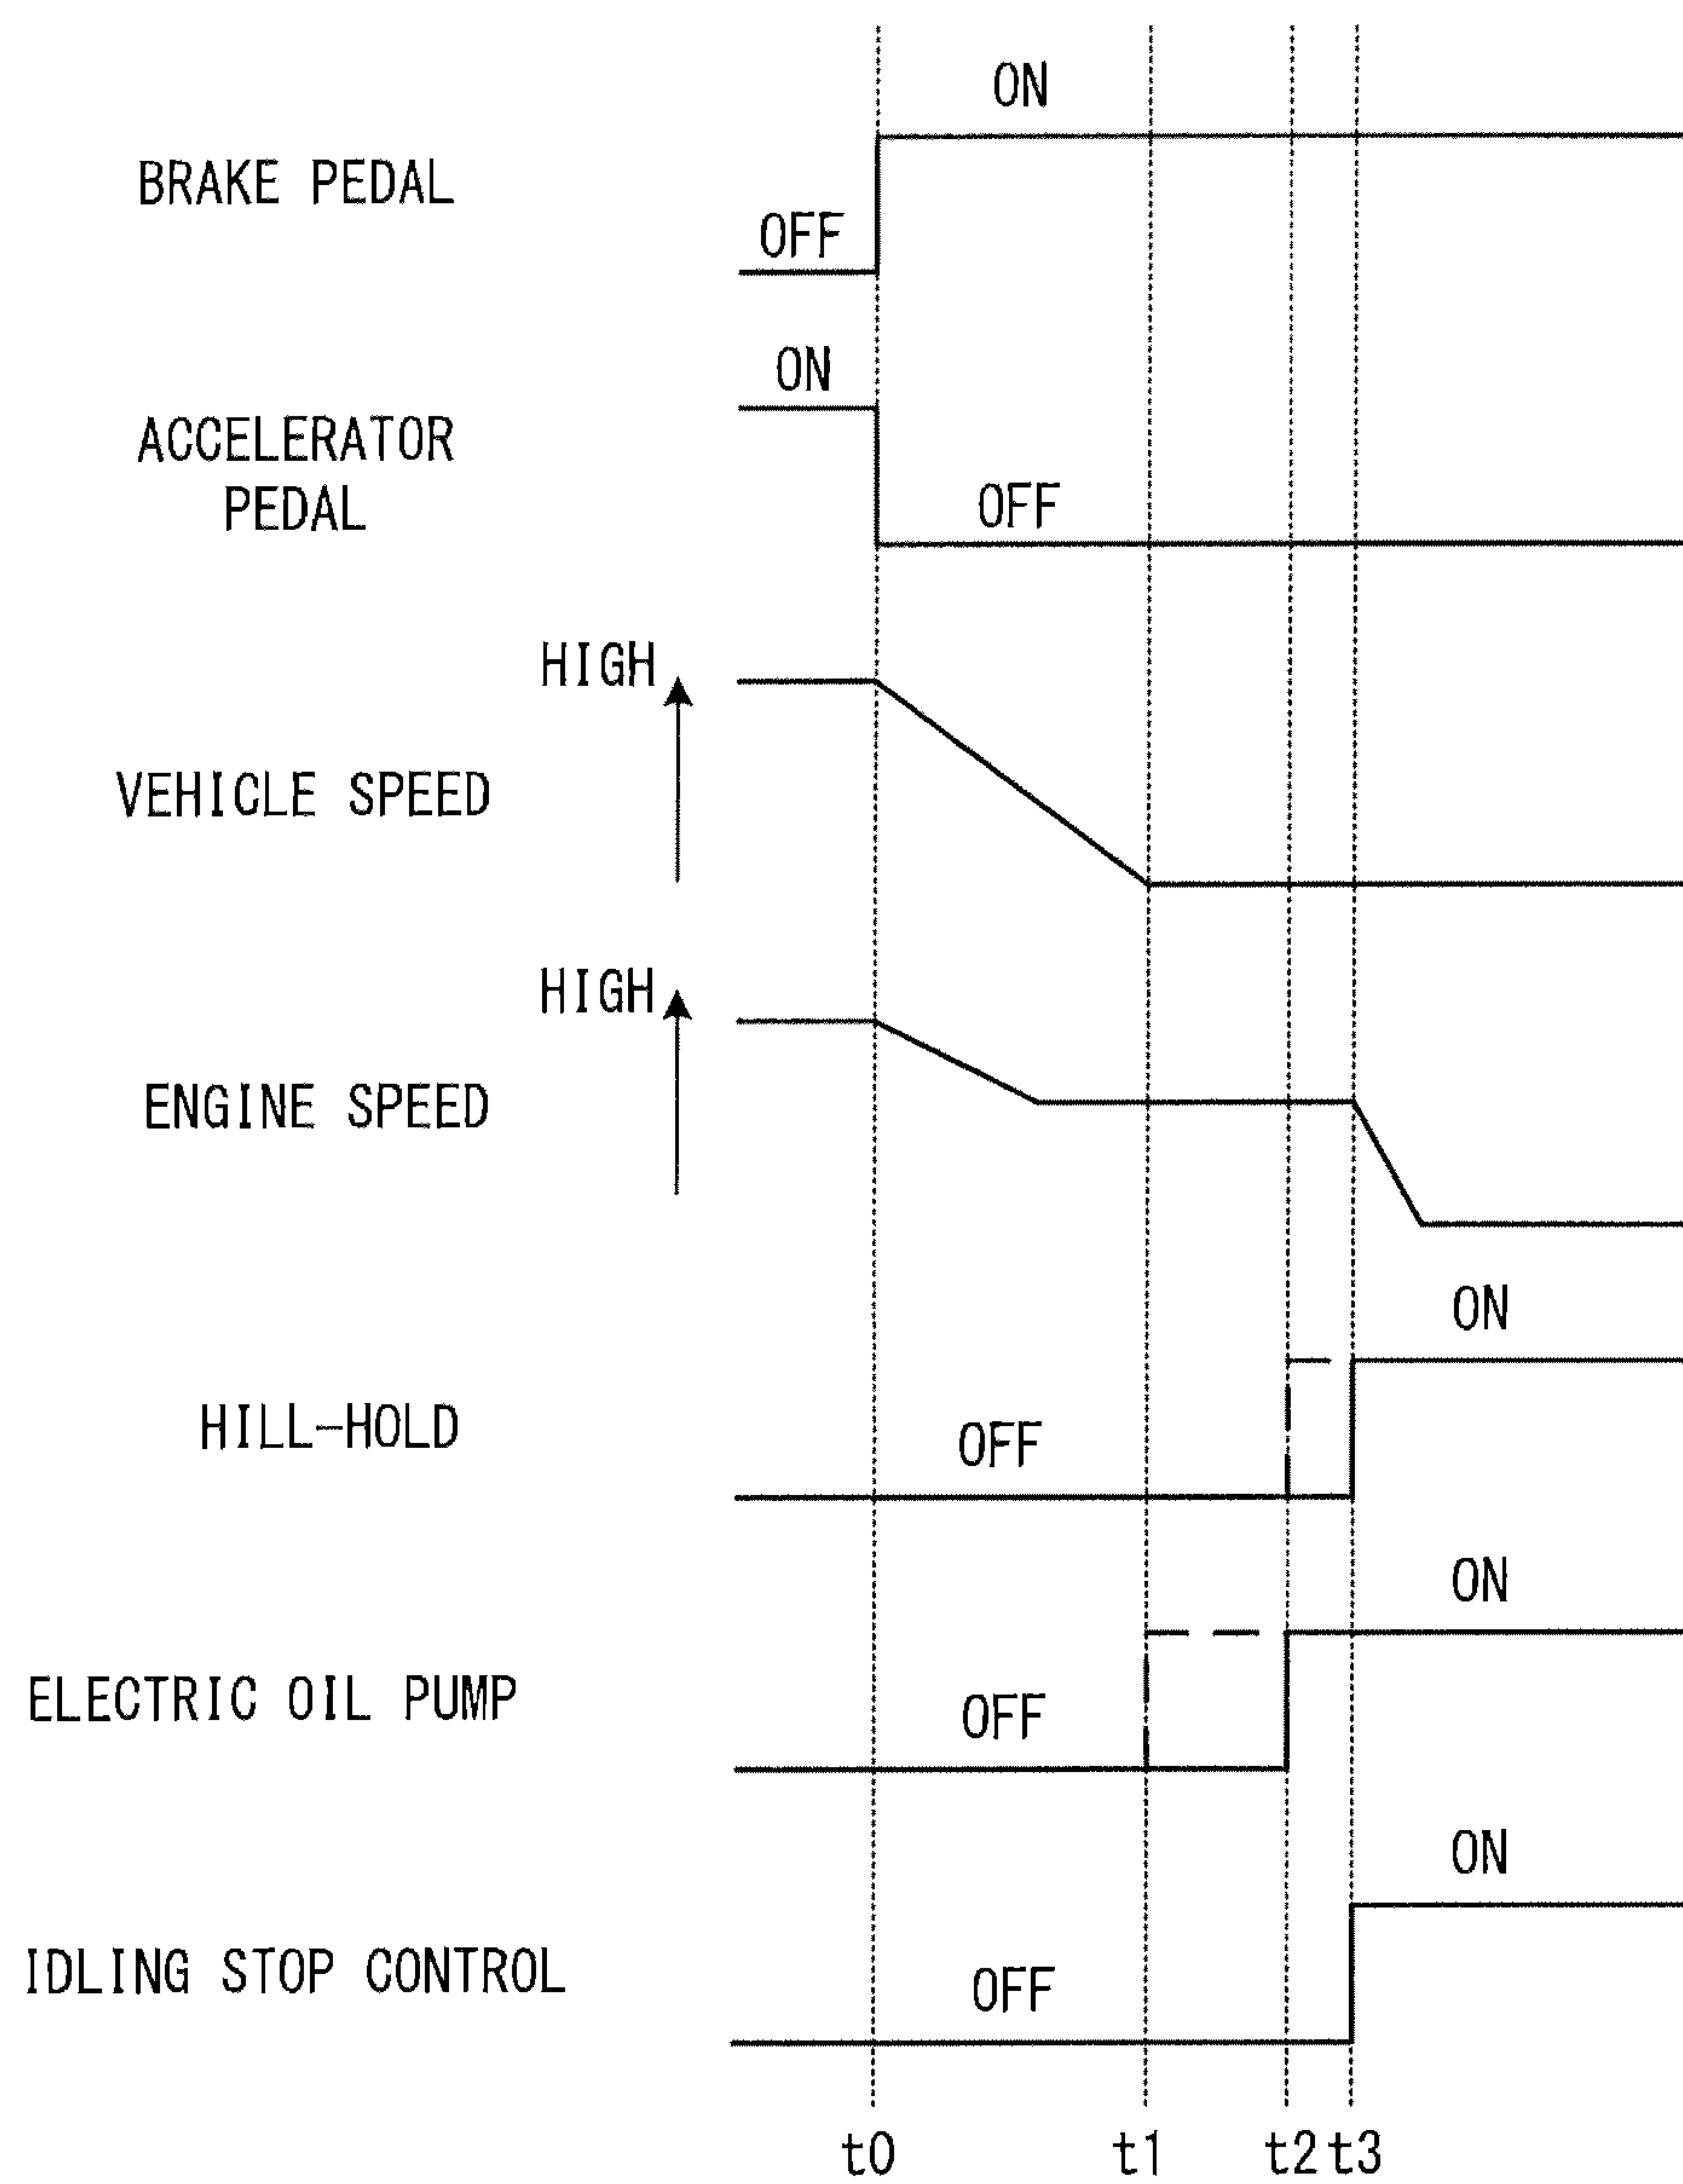 ON
BRAKE PEDAL
OFF
ON
ACCELERATOR
PEDAL
OFF
HIGH
VEHICLE SPEED
HIGH
ENGINE SPEED
ON
HILL-HOLD
OFF
ON
ELECTRIC OIL PUMP
OFF
ON
IDLING STOP CONTROL
OFF
t0 t1 t2 t3